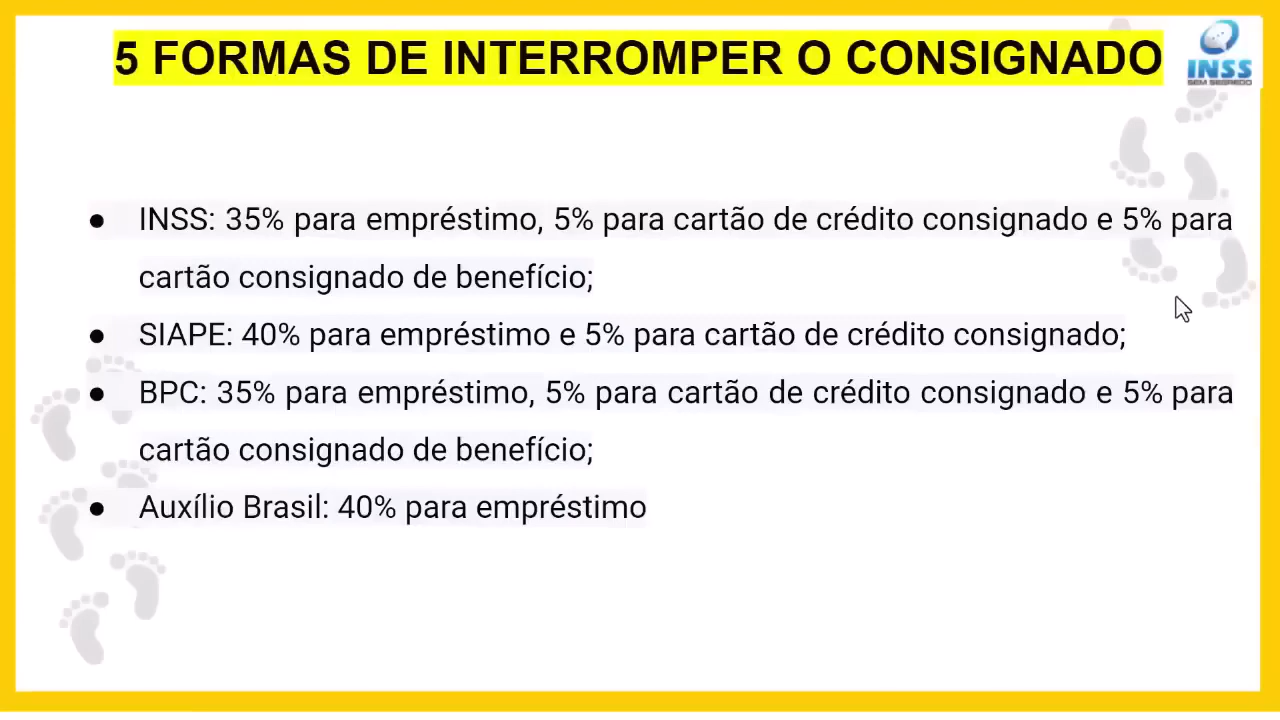 5 FORMAS DE INTERROMPER O CONSIGNADO
INSS
SEM SEGREDO
● INSS: 35% para empréstimo, 5% para cartão de crédito consignado e 5% para
cartão consignado de benefício;
● SIAPE: 40% para empréstimo e 5% para cartão de crédito consignado;
● BPC: 35% para empréstimo, 5% para cartão de crédito consignado e 5% para
cartão consignado de benefício;
● Auxílio Brasil: 40% para empréstimo